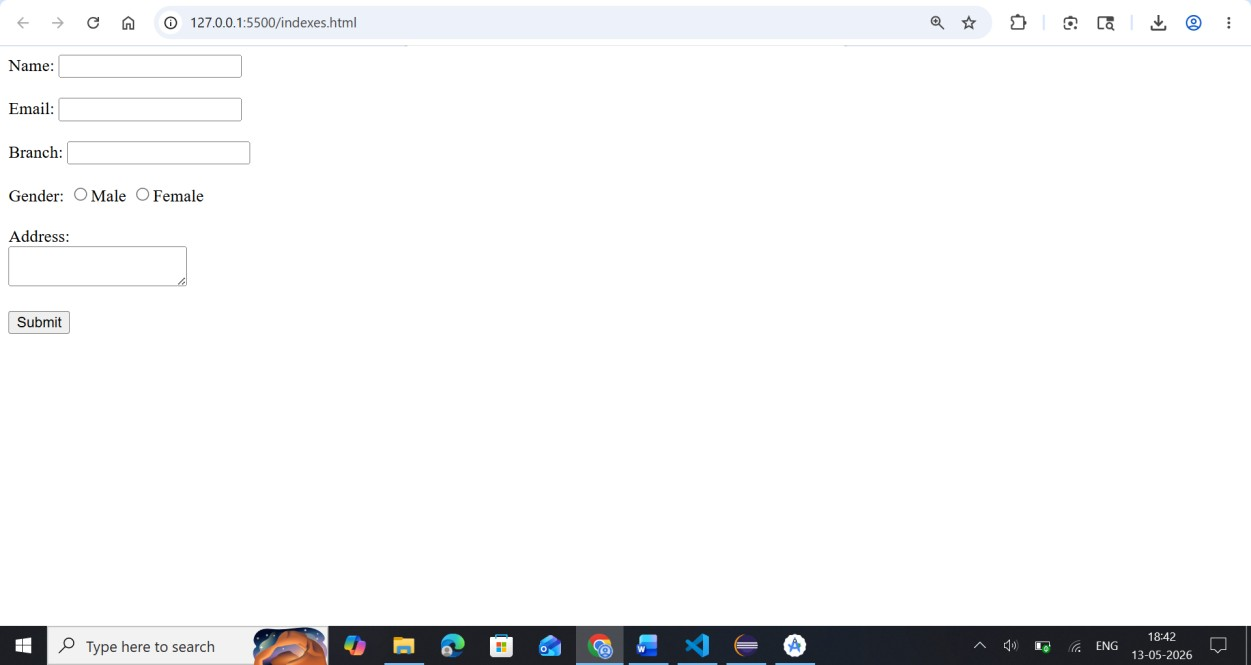 127.0.0.1:5500/indexes.html
Name:
Email:
Branch:
Gender: Male Female
Address:
Submit
Type here to search
ENG
18:42
13-05-2026